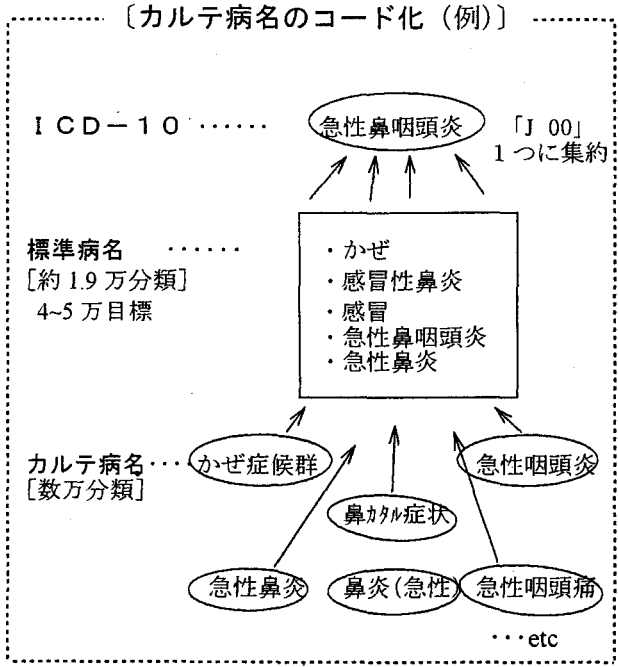 〔カルテ病名のコード化（例）〕
ＩＣＤ－１０ ‥‥‥ 急性鼻咽頭炎 「J 00」
1つに集約
標準病名 ‥‥‥
[約1.9万分類]
4~5万目標
・かぜ
・感冒性鼻炎
・感冒
・急性鼻咽頭炎
・急性鼻炎
カルテ病名‥‥ かぜ症候群 急性咽頭炎
[数万分類]
鼻ｶﾀﾙ症状
急性鼻炎 鼻炎(急性) 急性咽頭痛
･･･etc